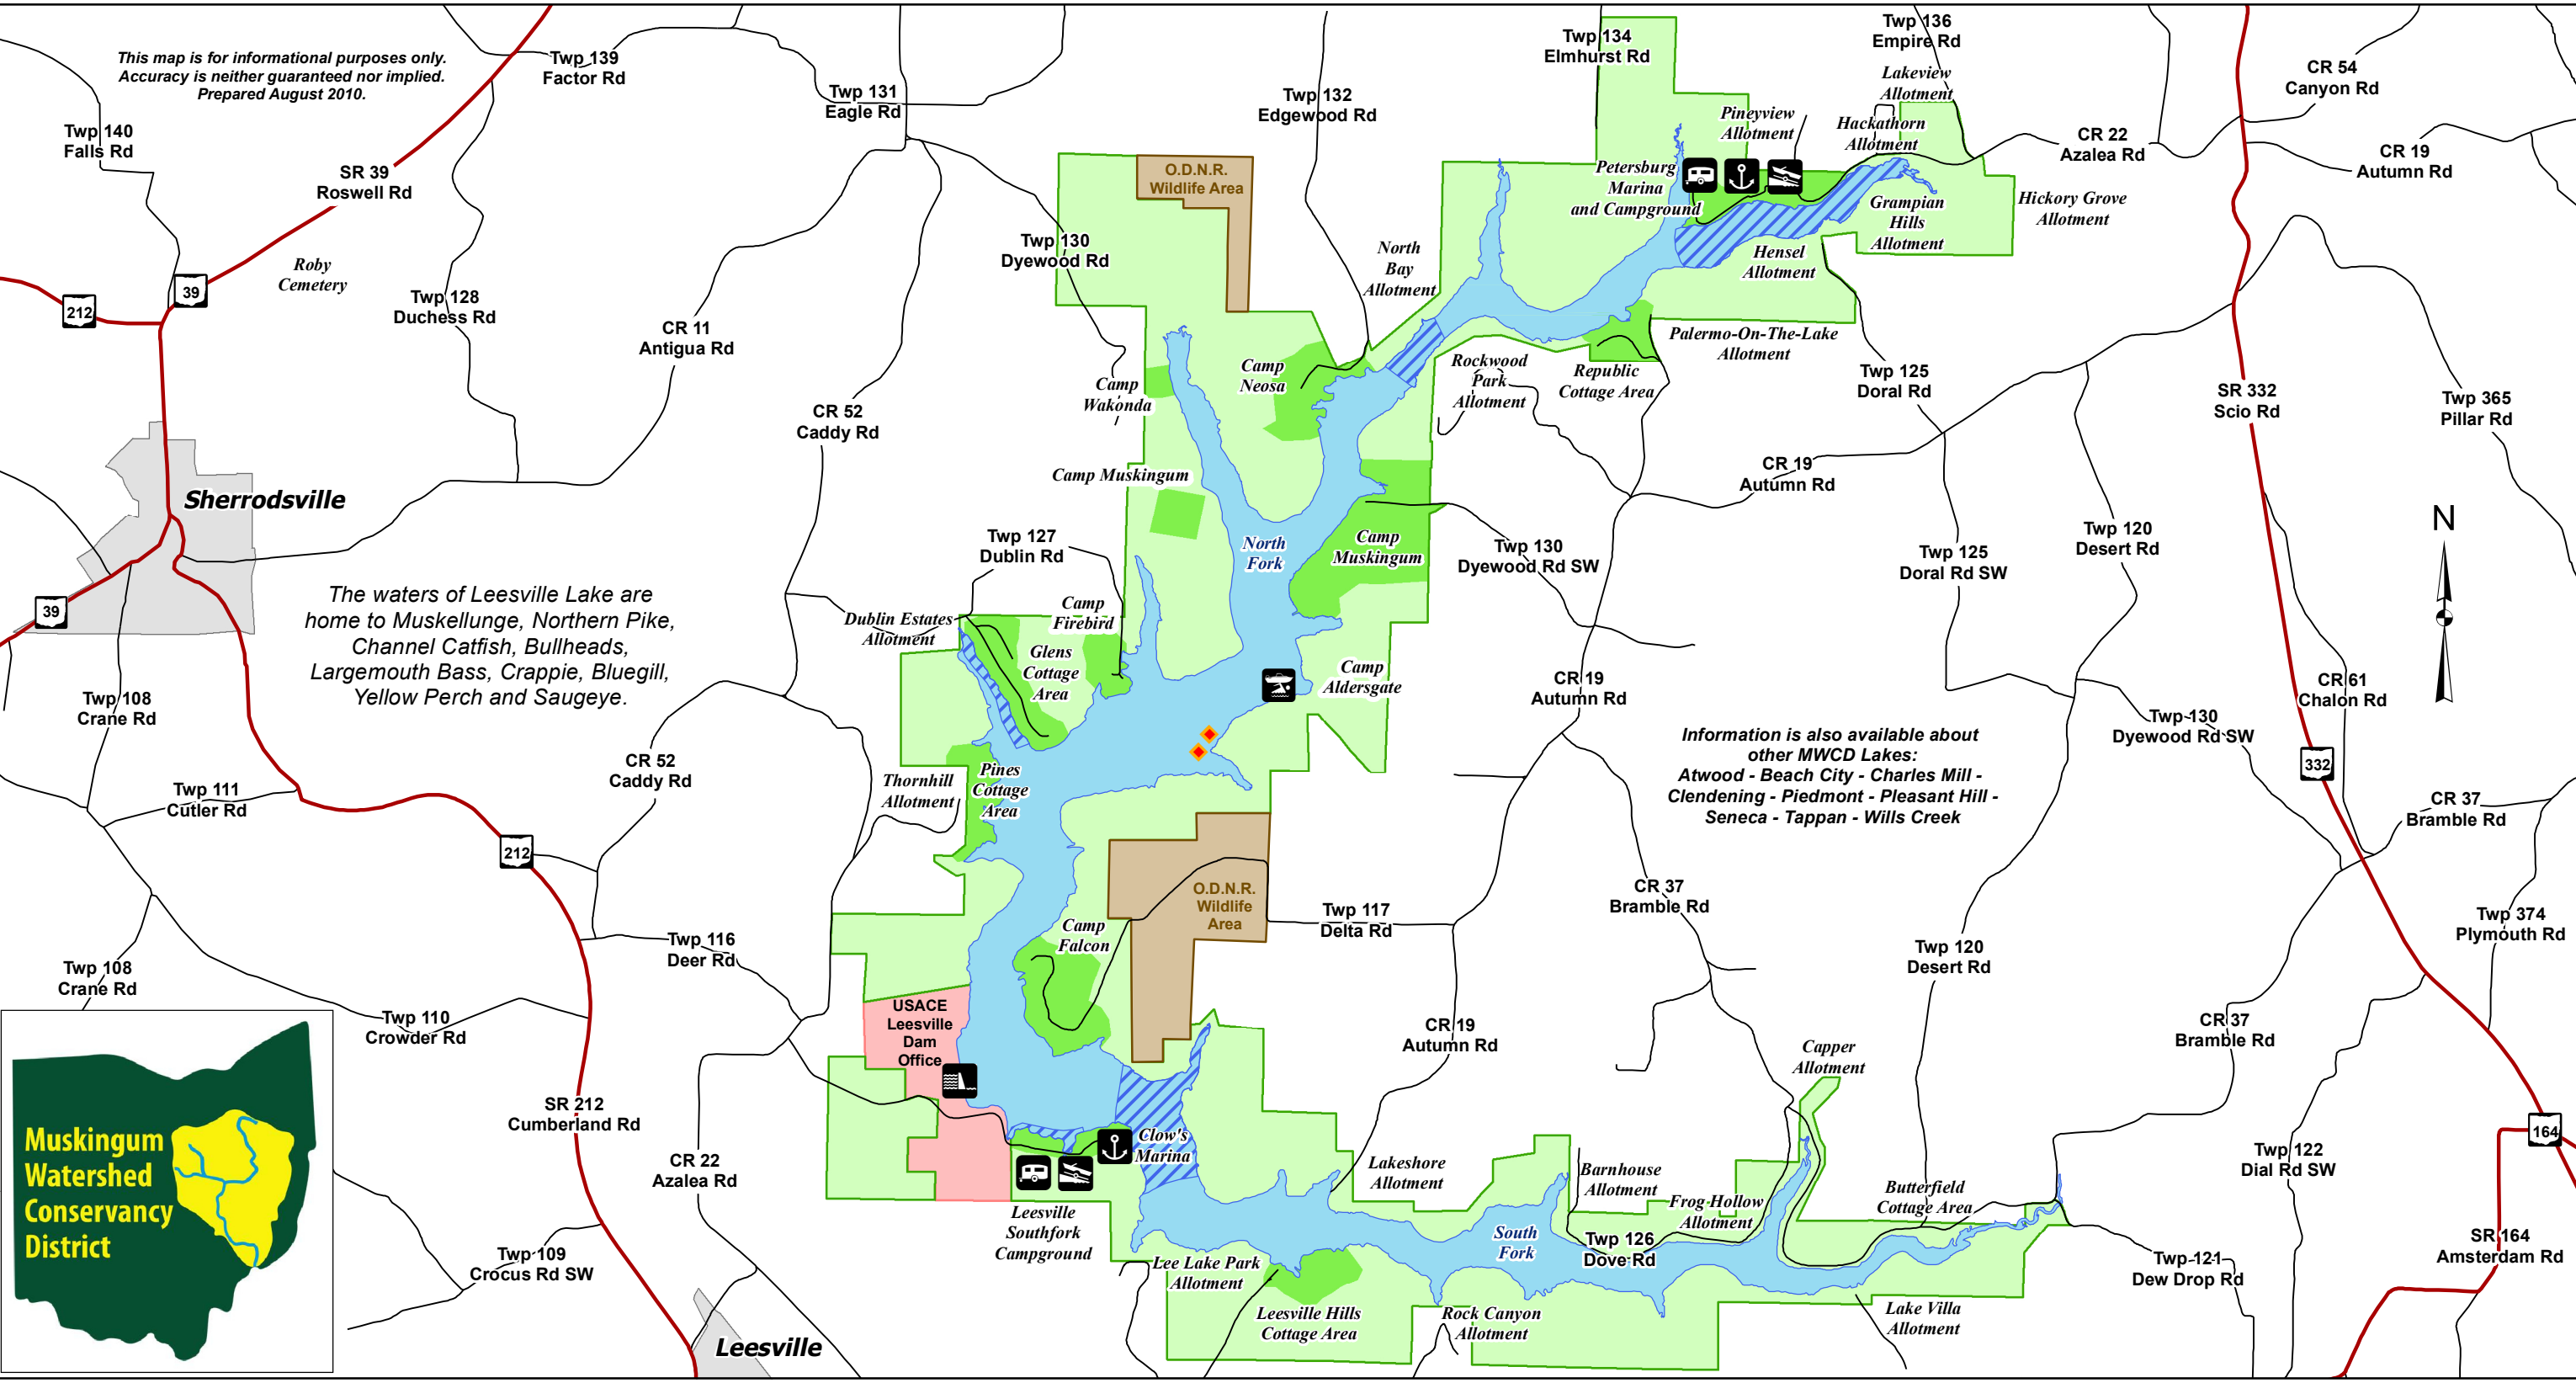 This map is for informational purposes only.
Accuracy is neither guaranteed nor implied.
Prepared August 2010.
Twp 139
Factor Rd
Twp 131
Eagle Rd
Twp 132
Edgewood Rd
Twp 134
Elmhurst Rd
Twp 136
Empire Rd
Lakeview
Allotment
CR 54
Canyon Rd
Twp 140
Falls Rd
SR 39
Roswell Rd
O.D.N.R.
Wildlife Area
Pineyview
Allotment
Hackathorn
Allotment
CR 22
Azalea Rd
CR 19
Autumn Rd
Petersburg
Marina
and Campground
Grampian
Hills
Allotment
Hickory Grove
Allotment
Roby
Cemetery
39
212
Twp 128
Duchess Rd
Twp 130
Dyewood Rd
North
Bay
Allotment
Hensel
Allotment
CR 11
Antigua Rd
Palermo-On-The-Lake
Allotment
Camp
Wakonda
Camp
Neosa
Rockwood
Park
Allotment
Republic
Cottage Area
Twp 125
Doral Rd
SR 332
Scio Rd
Twp 365
Pillar Rd
CR 52
Caddy Rd
Sherrodsville
Camp Muskingum
CR 19
Autumn Rd
N
Twp 127
Dublin Rd
North
Fork
Camp
Muskingum
Twp 130
Dyewood Rd SW
Twp 125
Doral Rd SW
Twp 120
Desert Rd
39
The waters of Leesville Lake are
home to Muskellunge, Northern Pike,
Channel Catfish, Bullheads,
Largemouth Bass, Crappie, Bluegill,
Yellow Perch and Saugeye.
Dublin Estates
Allotment
Camp
Firebird
Glens
Cottage
Area
Camp
Aldersgate
CR 19
Autumn Rd
CR 61
Chalon Rd
Twp 108
Crane Rd
Twp 130
Dyewood Rd SW
Information is also available about
other MWCD Lakes:
Atwood - Beach City - Charles Mill -
Clendening - Piedmont - Pleasant Hill -
Seneca - Tappan - Wills Creek
332
CR 52
Caddy Rd
Twp 111
Cutler Rd
Thornhill
Allotment
Pines
Cottage
Area
CR 37
Bramble Rd
212
O.D.N.R.
Wildlife
Area
CR 37
Bramble Rd
Twp 117
Delta Rd
Twp 116
Deer Rd
Camp
Falcon
Twp 120
Desert Rd
Twp 374
Plymouth Rd
Twp 108
Crane Rd
USACE
Leesville
Dam
Office
Twp 110
Crowder Rd
CR 19
Autumn Rd
CR 37
Bramble Rd
Capper
Allotment
Muskingum
Watershed
Conservancy
District
SR 212
Cumberland Rd
Clow's
Marina
164
CR 22
Azalea Rd
Lakeshore
Allotment
Barnhouse
Allotment
Twp 122
Dial Rd SW
Frog Hollow
Allotment
Butterfield
Cottage Area
Leesville
Southfork
Campground
South
Fork
Twp 126
Dove Rd
SR 164
Amsterdam Rd
Twp 109
Crocus Rd SW
Lee Lake Park
Allotment
Twp 121
Dew Drop Rd
Leesville Hills
Cottage Area
Rock Canyon
Allotment
Lake Villa
Allotment
Leesville